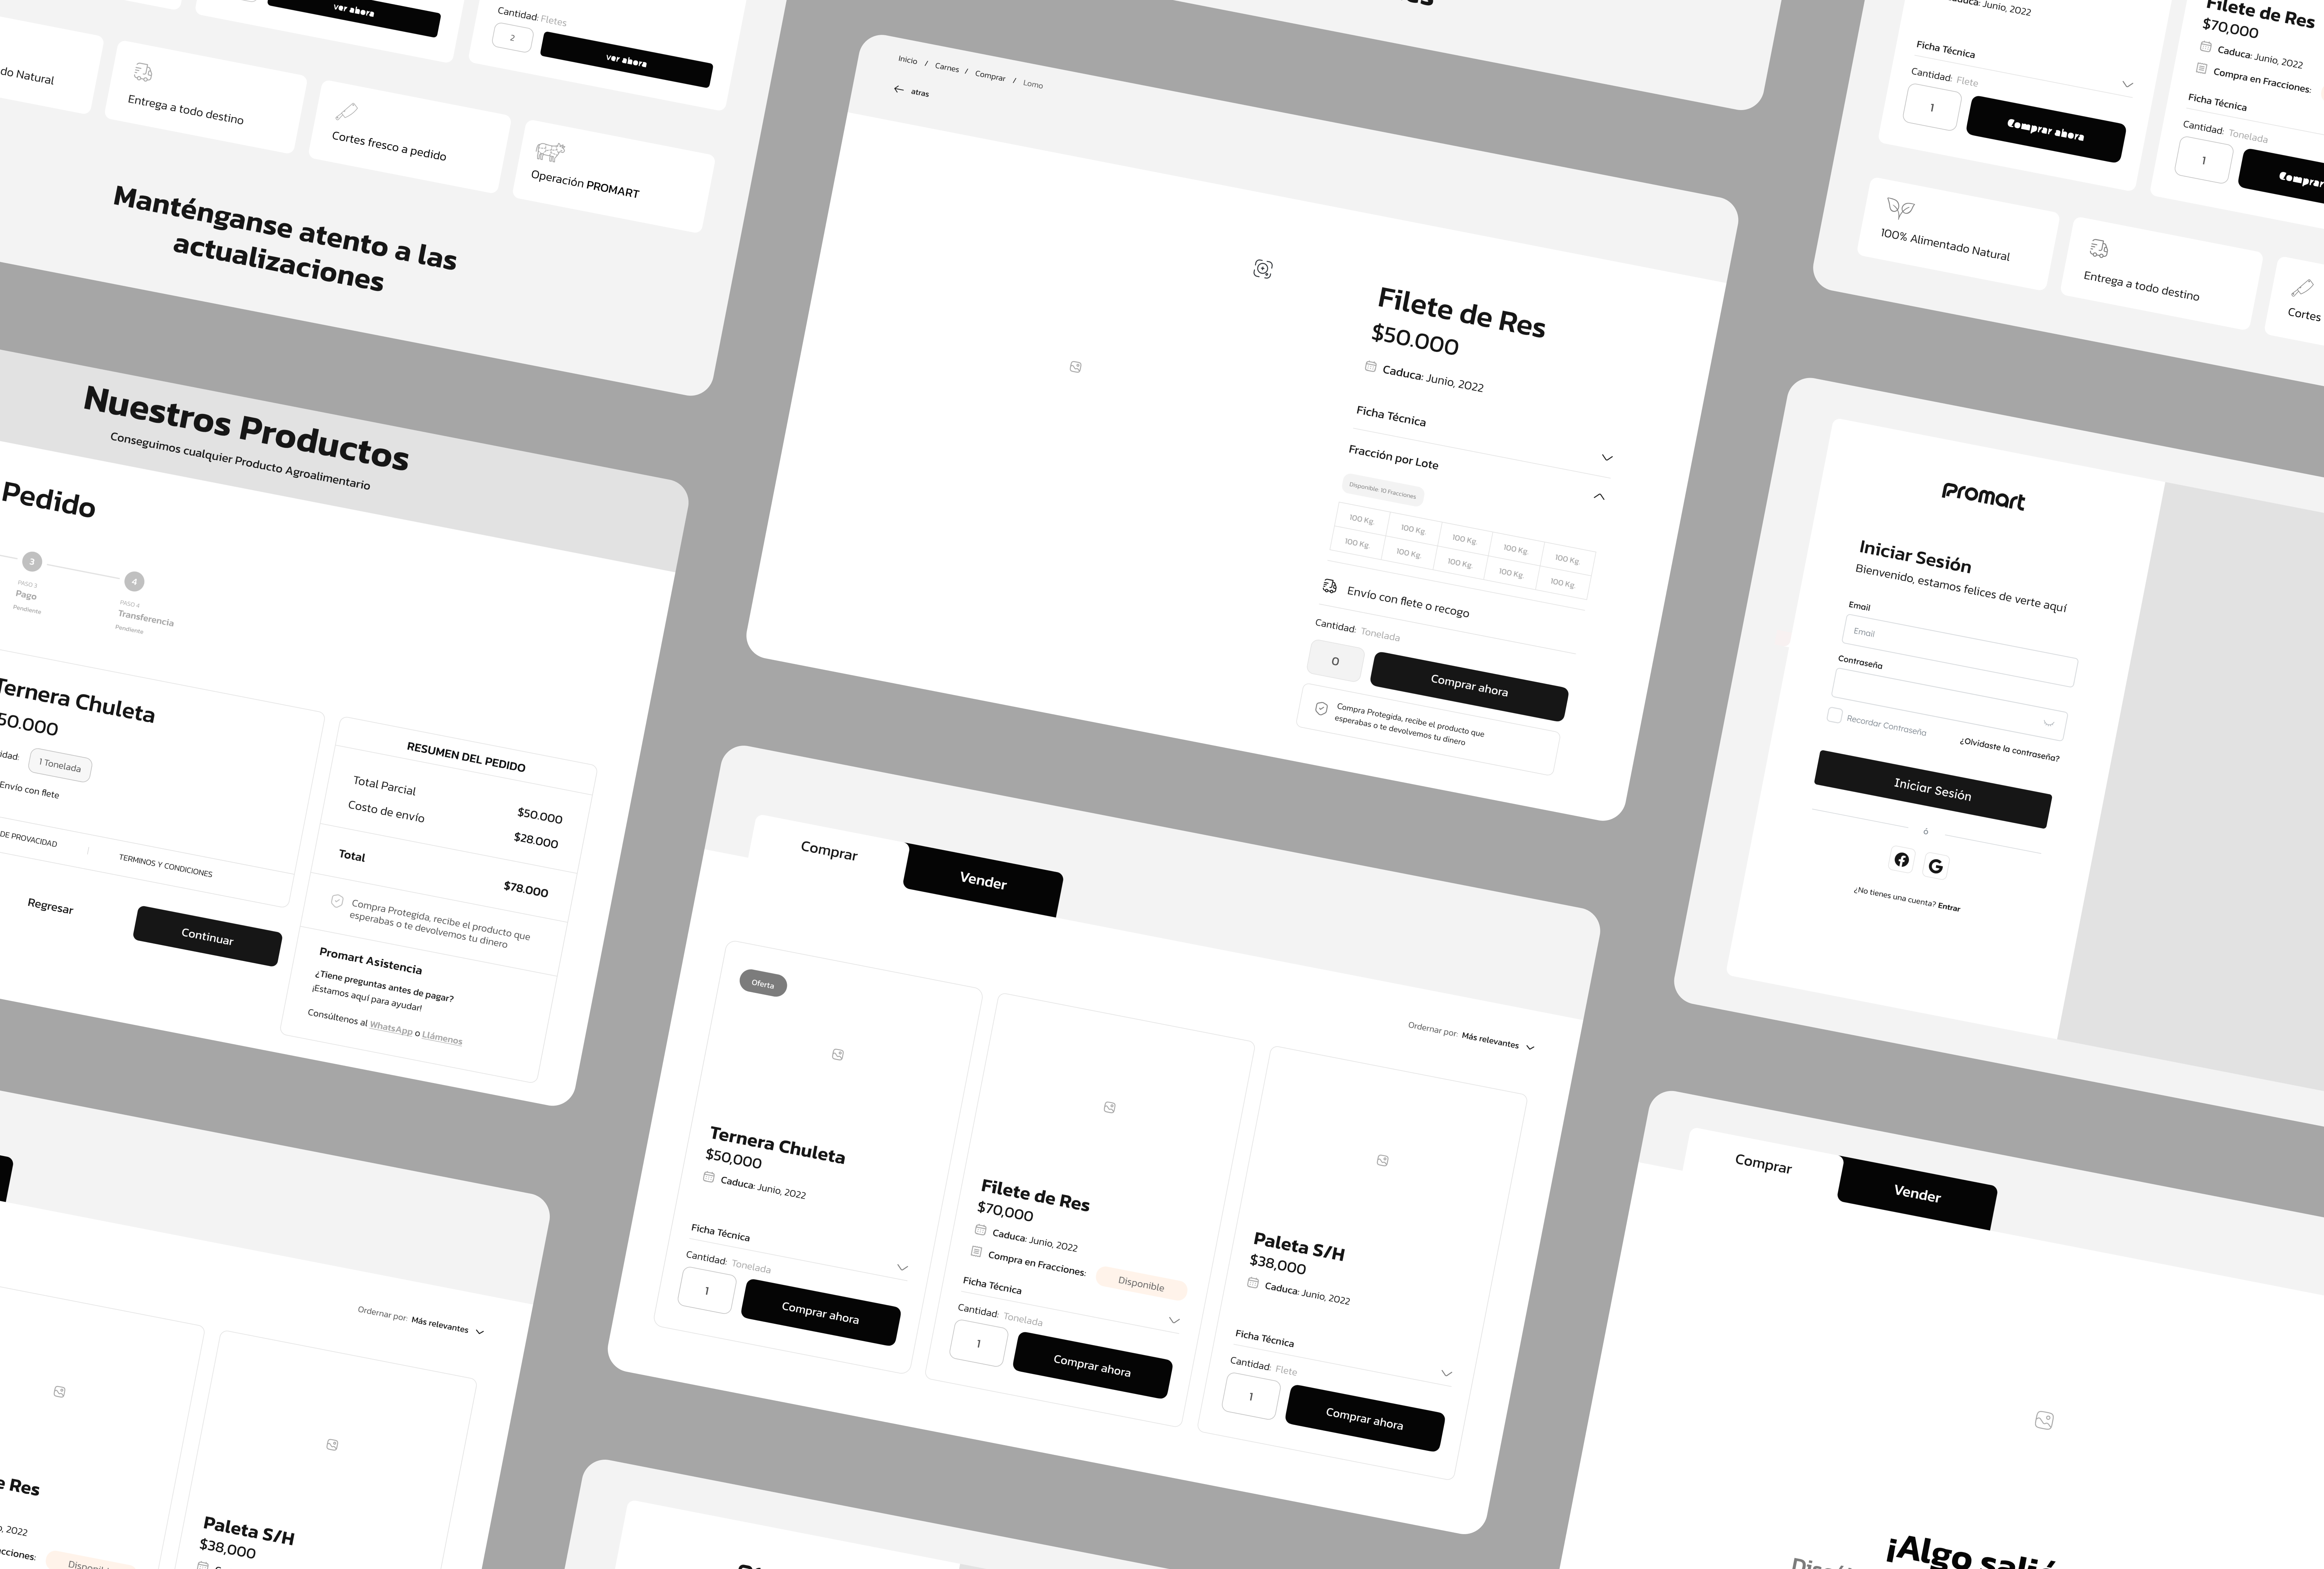 ver ahora
Cantidad: Fletes
2
ver ahora
do Natural
Entrega a todo destino
Cortes fresco a pedido
Operación PROMART
Manténganse atento a las
actualizaciones
Nuestros Productos
Conseguimos cualquier Producto Agroalimentario
Pedido
3
PASO 3
Pago
Pendiente
4
PASO 4
Transferencia
Pendiente
Ternera Chuleta
50.000
idad:
1 Tonelada
Envío con flete
DE PROVACIDAD
TERMINOS Y CONDICIONES
Regresar
Continuar
RESUMEN DEL PEDIDO
Total Parcial
$50.000
Costo de envío
$28.000
Total
$78.000
Compra Protegida, recibe el producto que
esperabas o te devolvemos tu dinero
Promart Asistencia
¿Tiene preguntas antes de pagar?
¡Estamos aquí para ayudar!
Consúltenos al WhatsApp o Llámenos
Ordernar por: Más relevantes
e Res
o, 2022
cciones:
Paleta S/H
$38,000
Inicio / Carnes / Comprar / Lomo
atras
Filete de Res
$50.000
Caduca: Junio, 2022
Ficha Técnica
Fracción por Lote
Disponible: 10 Fracciones
100 Kg. 100 Kg. 100 Kg. 100 Kg. 100 Kg.
100 Kg. 100 Kg. 100 Kg. 100 Kg. 100 Kg.
Envío con flete o recogo
Cantidad: Tonelada
0
Comprar ahora
Compra Protegida, recibe el producto que
esperabas o te devolvemos tu dinero
Comprar
Vender
Ordernar por: Más relevantes
Oferta
Ternera Chuleta
$50,000
Caduca: Junio, 2022
Ficha Técnica
Cantidad: Tonelada
1
Comprar ahora
Filete de Res
$70,000
Caduca: Junio, 2022
Compra en Fracciones:
Disponible
Ficha Técnica
Cantidad: Tonelada
1
Comprar ahora
Paleta S/H
$38,000
Caduca: Junio, 2022
Ficha Técnica
Cantidad: Flete
1
Comprar ahora
Junio, 2022
Ficha Técnica
Cantidad: Flete
1
Comprar ahora
Filete de Res
$70,000
Caduca: Junio, 2022
Compra en Fracciones:
Ficha Técnica
Cantidad: Tonelada
1
Comprar
100% Alimentado Natural
Entrega a todo destino
Cortes
Promart
Iniciar Sesión
Bienvenido, estamos felices de verte aquí
Email
Email
Contraseña
Recordar Contraseña
¿Olvidaste la contraseña?
Iniciar Sesión
ó
¿No tienes una cuenta? Entrar
Comprar
Vender
¡Algo salió